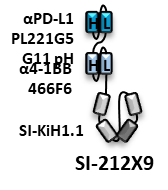 αPD-L1
H L
PL221G5
G11 pH
H L
α4-1BB
466F6
SI-KiH1.1
SI-212X9